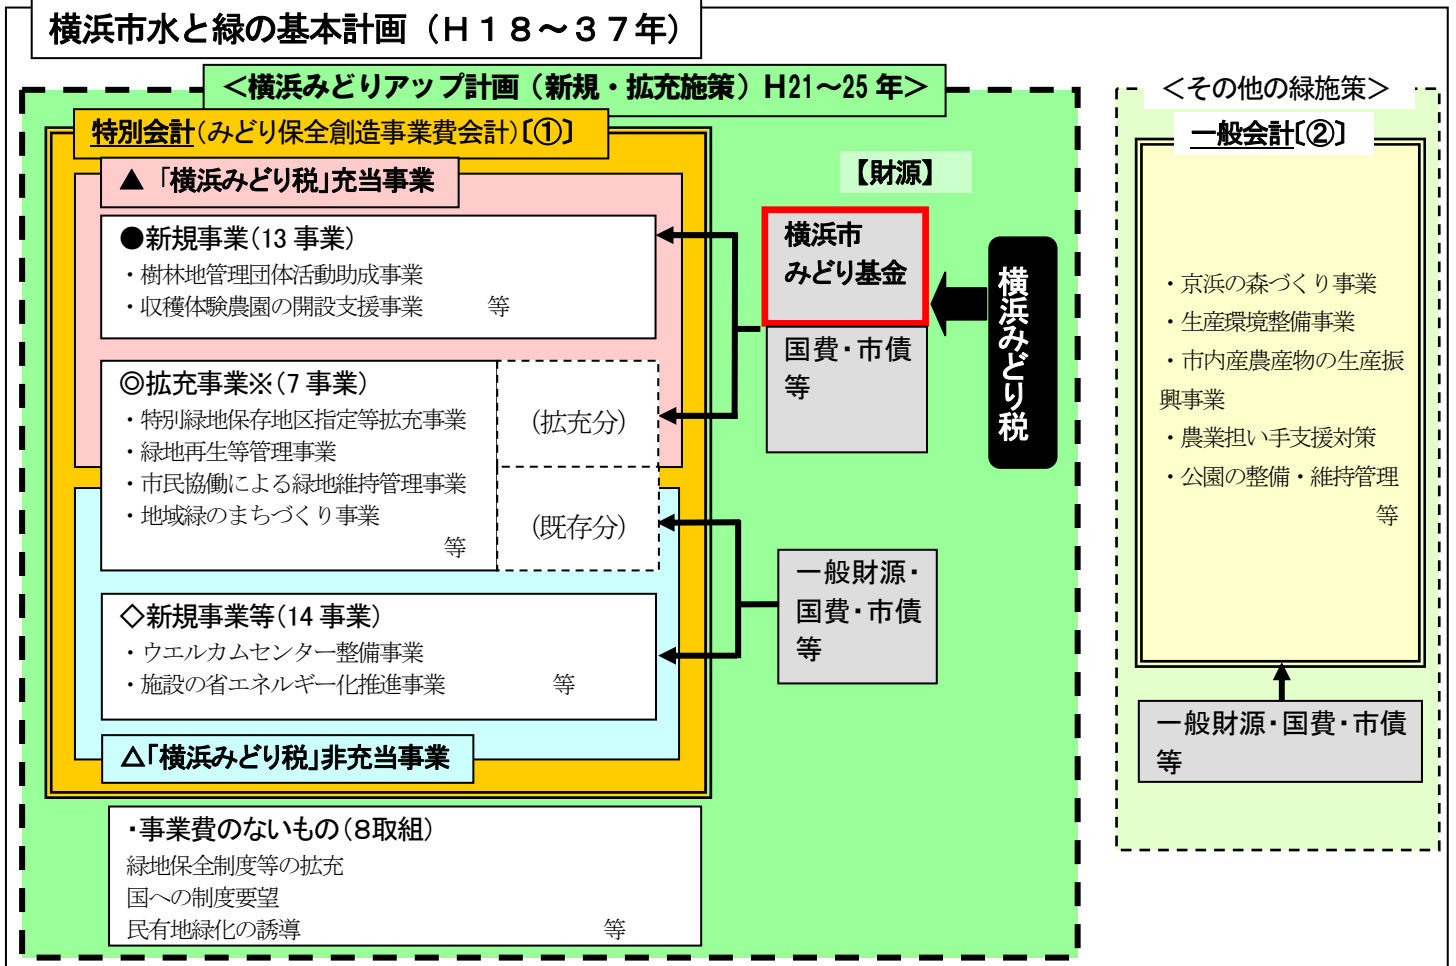 横浜市水と緑の基本計画（Ｈ１８～３７年）
＜横浜みどりアップ計画（新規・拡充施策）H21～25 年＞
特別会計(みどり保全創造事業費会計)〔①〕
▲「横浜みどり税」充当事業
●新規事業(13 事業)
・樹林地管理団体活動助成事業
・収穫体験農園の開設支援事業　　　等
◎拡充事業※(7 事業)
・特別緑地保存地区指定等拡充事業
・緑地再生等管理事業
・市民協働による緑地維持管理事業
・地域緑のまちづくり事業
等
(拡充分)
(既存分)
◇新規事業等(14 事業)
・ウエルカムセンター整備事業
・施設の省エネルギー化推進事業　　　　　等
△「横浜みどり税」非充当事業
・事業費のないもの(８取組)
緑地保全制度等の拡充
国への制度要望
民有地緑化の誘導　　　　　　　　　　　　　　等
【財源】
横浜市
みどり基金
国費・市債
等
横浜みどり税
一般財源・
国費・市債
等
＜その他の緑施策＞
一般会計〔②〕
・京浜の森づくり事業
・生産環境整備事業
・市内産農産物の生産振
興事業
・農業担い手支援対策
・公園の整備・維持管理
等
一般財源・国費・市債
等